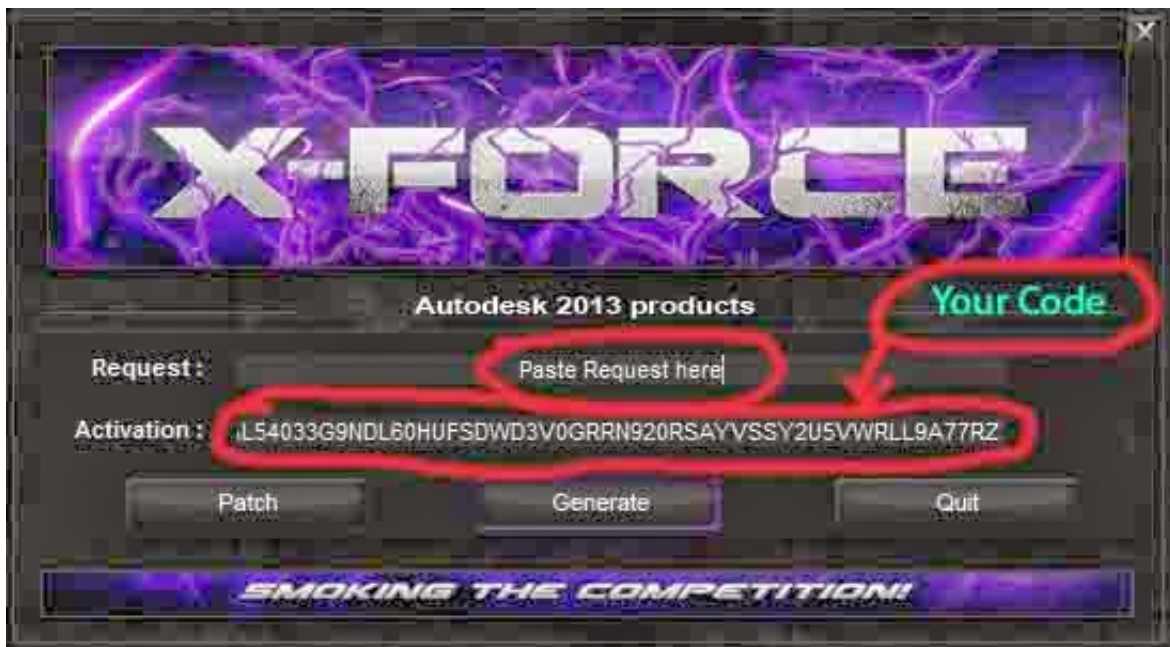 X
X-FORCE
Autodesk 2013 products
Your Code
Request :
Paste Request here
Activation :
L54033G9NDL60HUFSDWD3V0GRRN920RSAYVSSY2U5VWRLL9A77RZ
Patch
Generate
Quit
SMOKING THE COMPETITION!